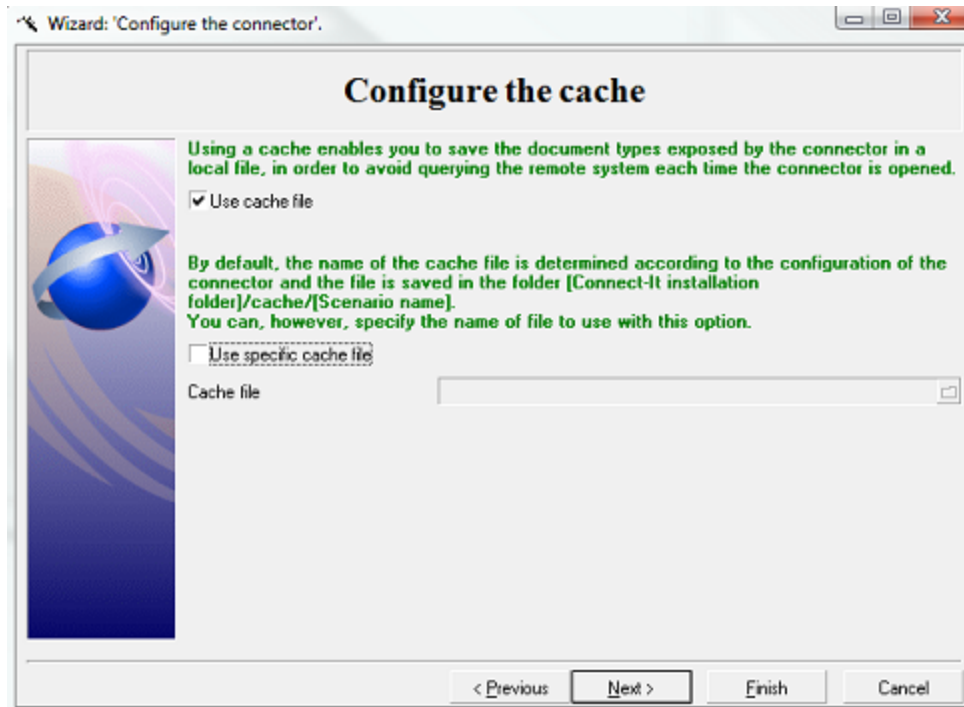 Wizard: 'Configure the connector'.
Configure the cache
Using a cache enables you to save the document types exposed by the connector in a
local file, in order to avoid querying the remote system each time the connector is opened.
Use cache file
By default, the name of the cache file is determined according to the configuration of the
connector and the file is saved in the folder [Connect-It installation
folder]/cache/[Scenario name].
You can, however, specify the name of file to use with this option.
Use specific cache file
Cache file
< Previous
Next >
Finish
Cancel